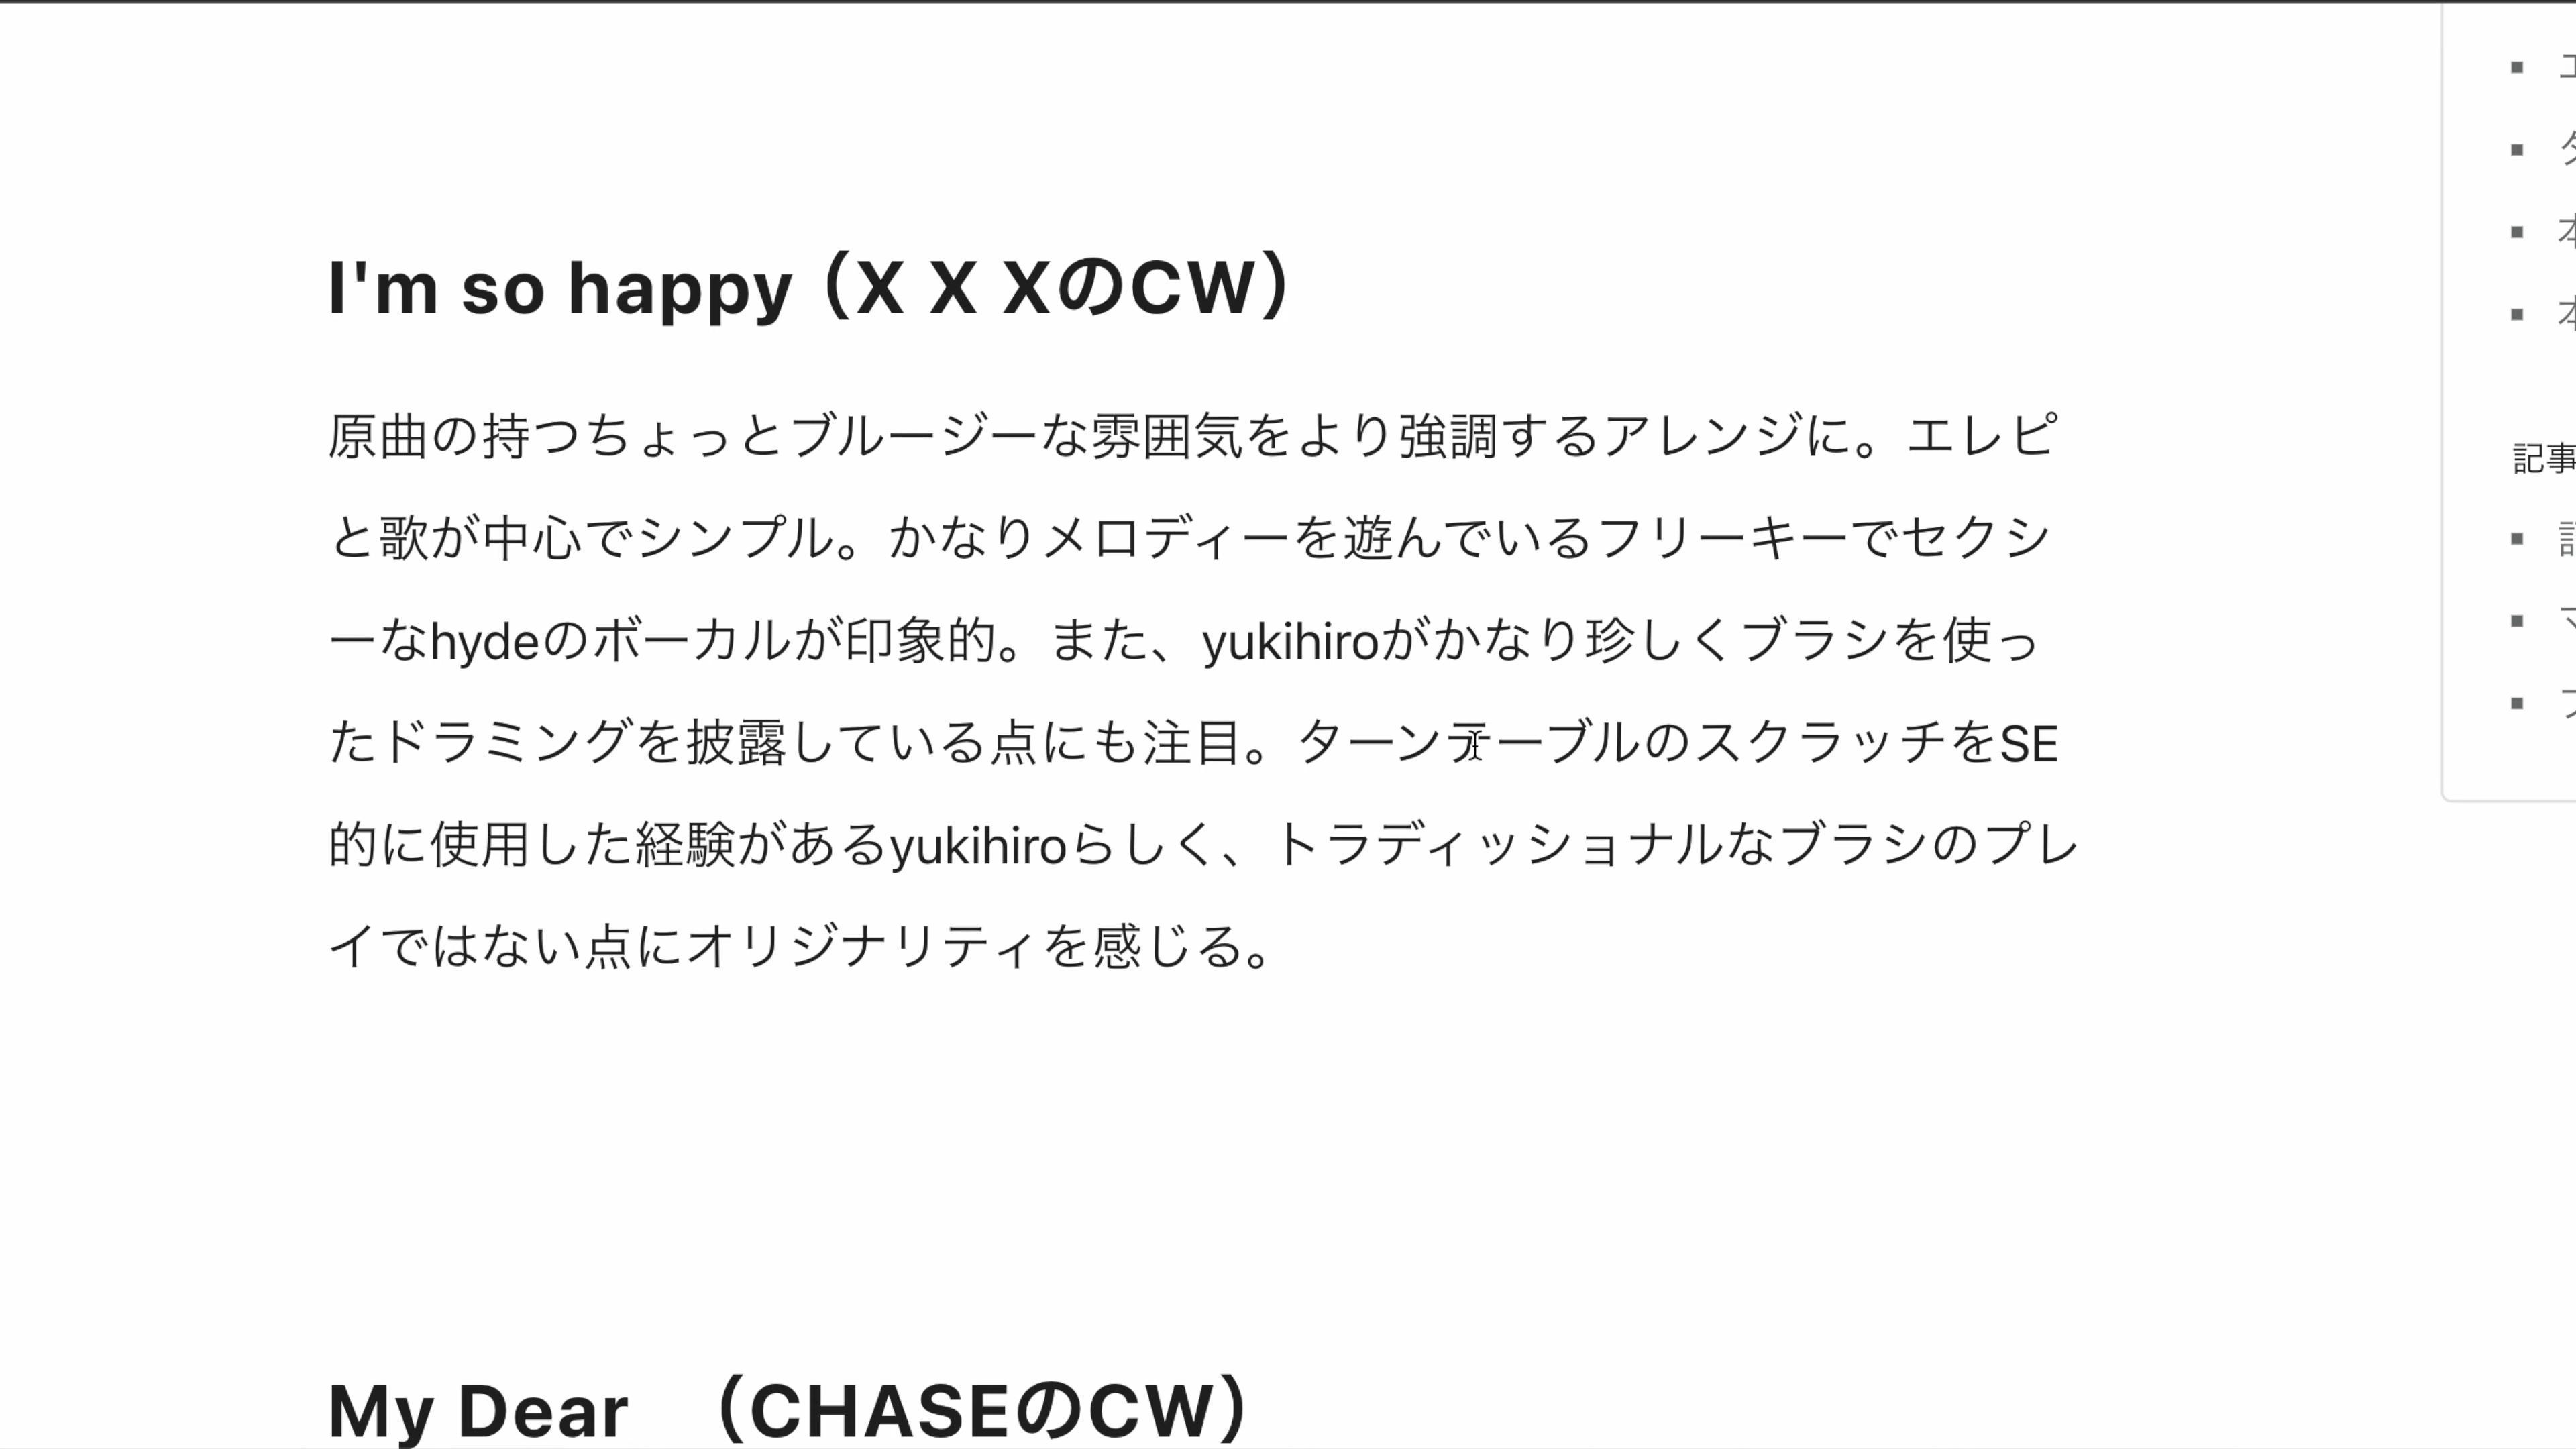 I'm so happy（X X XのCW）
原曲の持つちょっとブルージーな雰囲気をより強調するアレンジに。エレピ
と歌が中心でシンプル。かなりメロディーを遊んでいるフリーキーでセクシ
ーなhydeのボーカルが印象的。また、yukihiroがかなり珍しくブラシを使っ
たドラミングを披露している点にも注目。ターンテーブルのスクラッチをSE
的に使用した経験があるyukihiroらしく、トラディッショナルなブラシのプレ
イではない点にオリジナリティを感じる。
My Dear　（CHASEのCW）
記事